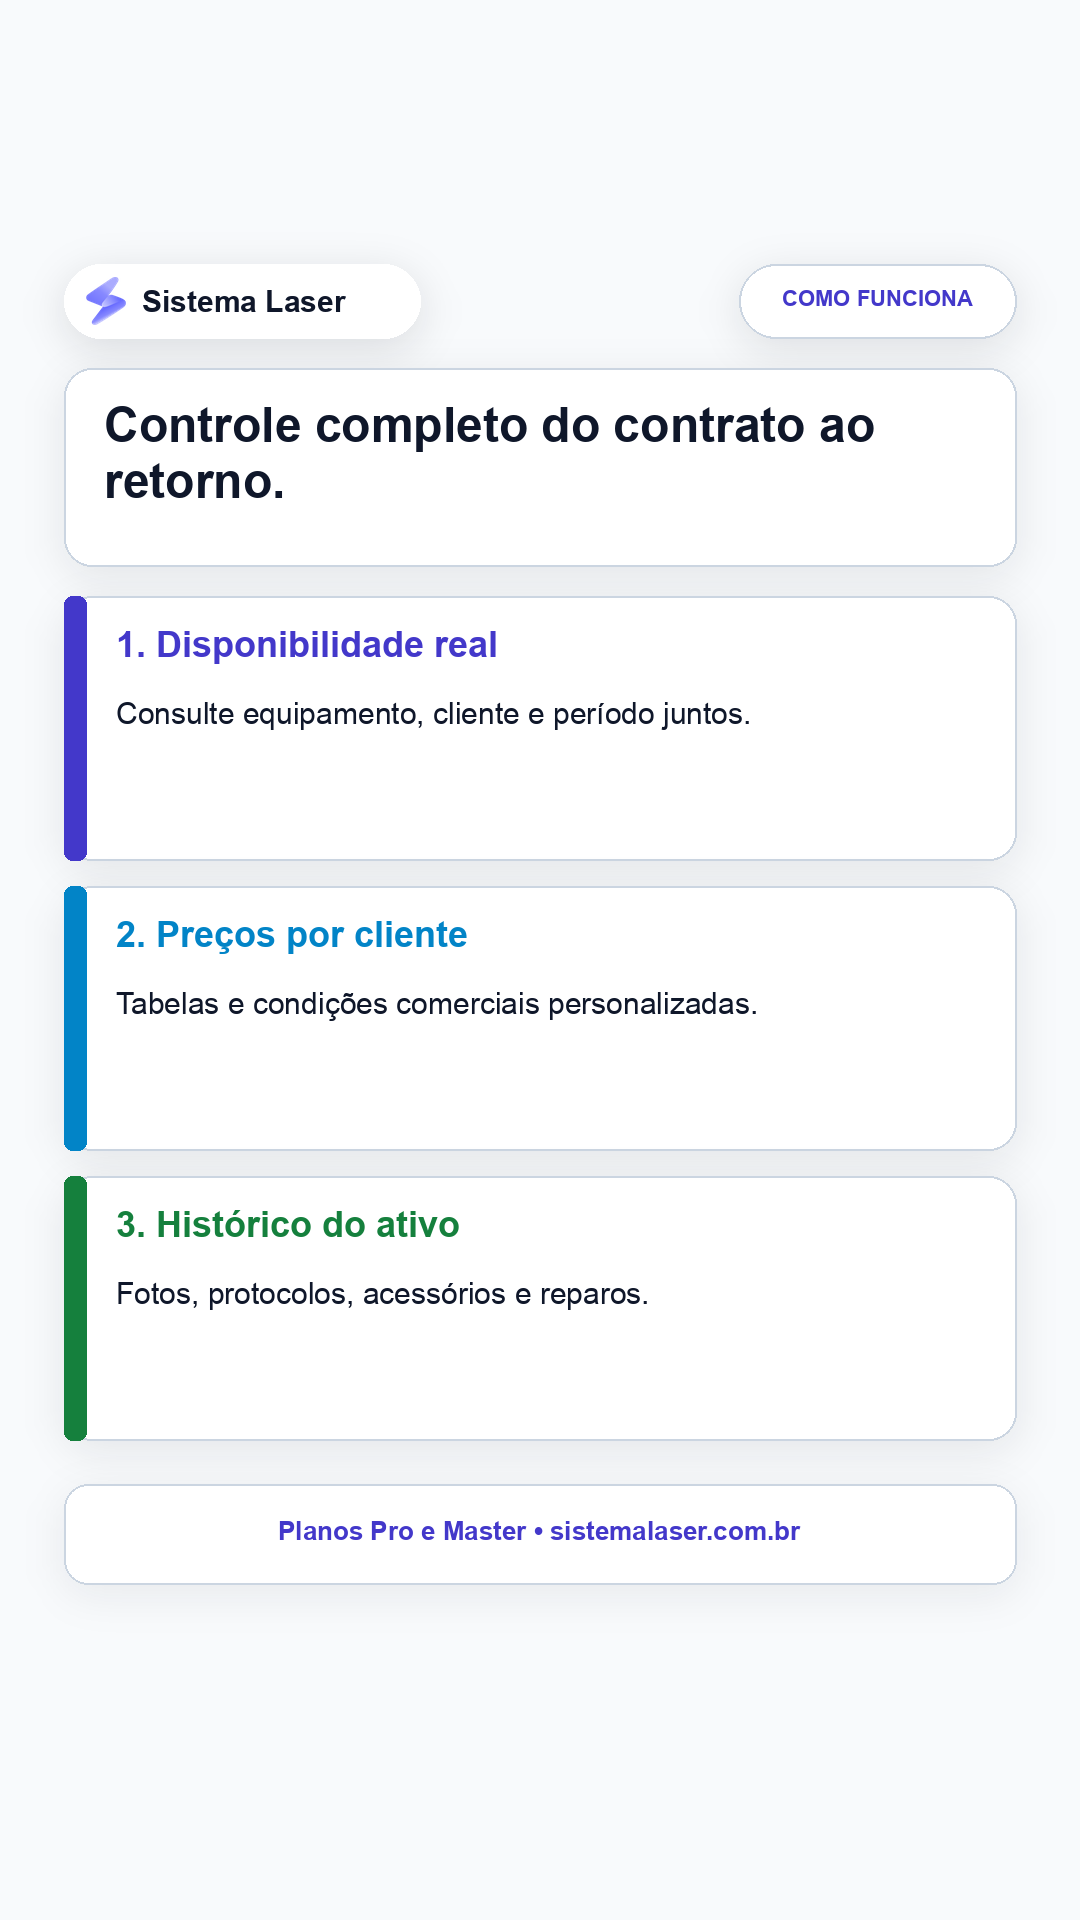 Sistema Laser
COMO FUNCIONA
Controle completo do contrato ao
retorno.
1. Disponibilidade real
Consulte equipamento, cliente e período juntos.
2. Preços por cliente
Tabelas e condições comerciais personalizadas.
3. Histórico do ativo
Fotos, protocolos, acessórios e reparos.
Planos Pro e Master • sistemalaser.com.br